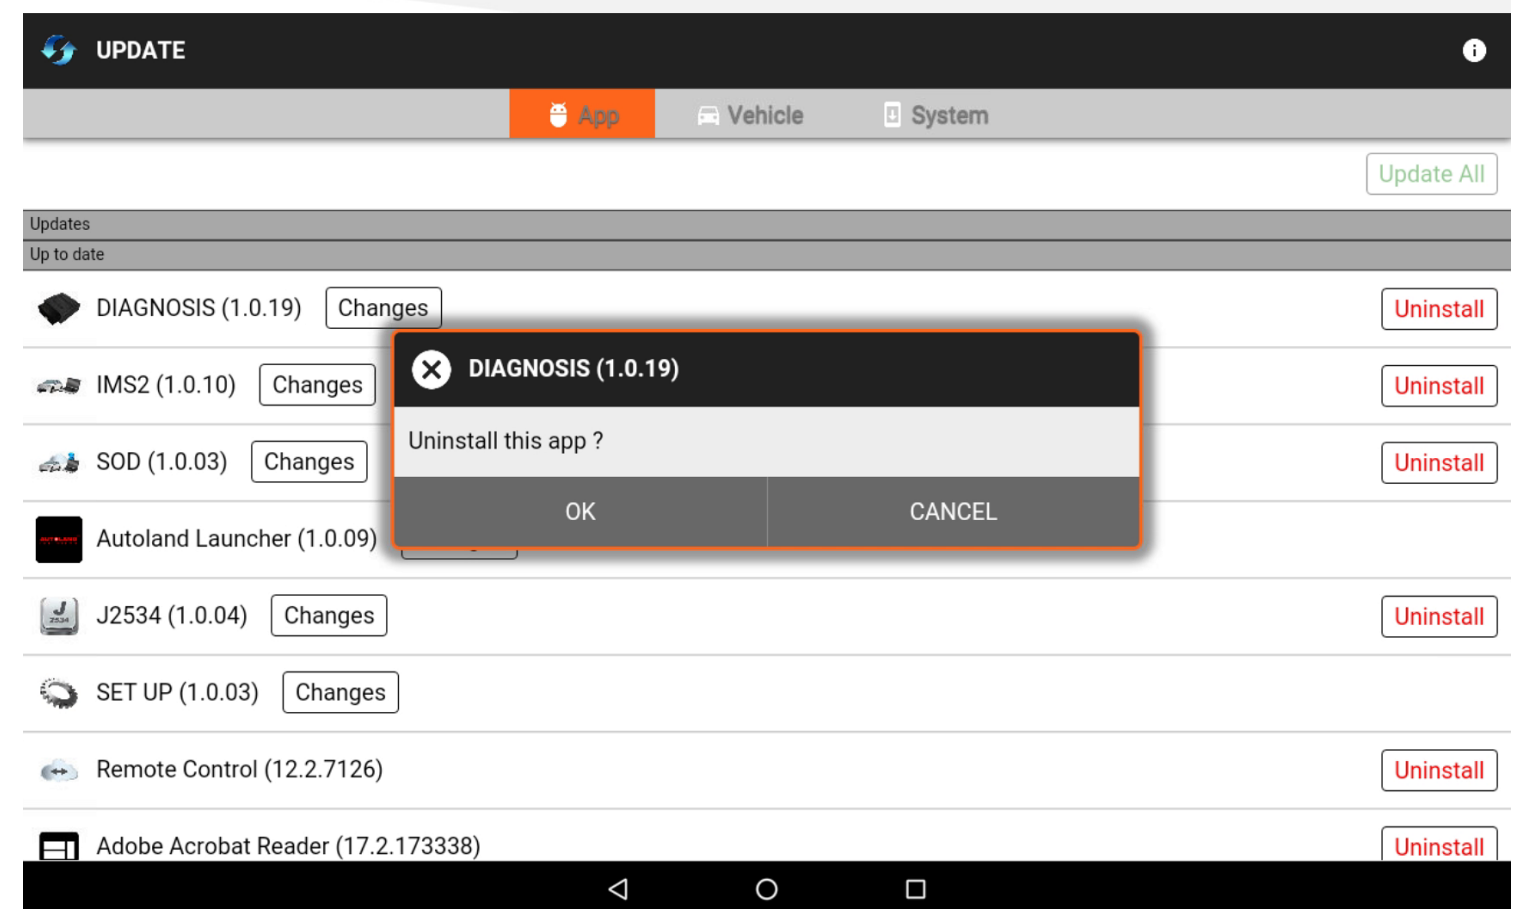 UPDATE
App Vehicle System
Update All
Updates
Up to date
DIAGNOSIS (1.0.19) Changes Uninstall
DIAGNOSIS (1.0.19)
IMS2 (1.0.10) Changes Uninstall
Uninstall this app ?
SOD (1.0.03) Changes Uninstall
OK CANCEL
Autoland Launcher (1.0.09)
J2534 (1.0.04) Changes Uninstall
SET UP (1.0.03) Changes
Remote Control (12.2.7126) Uninstall
Adobe Acrobat Reader (17.2.173338) Uninstall